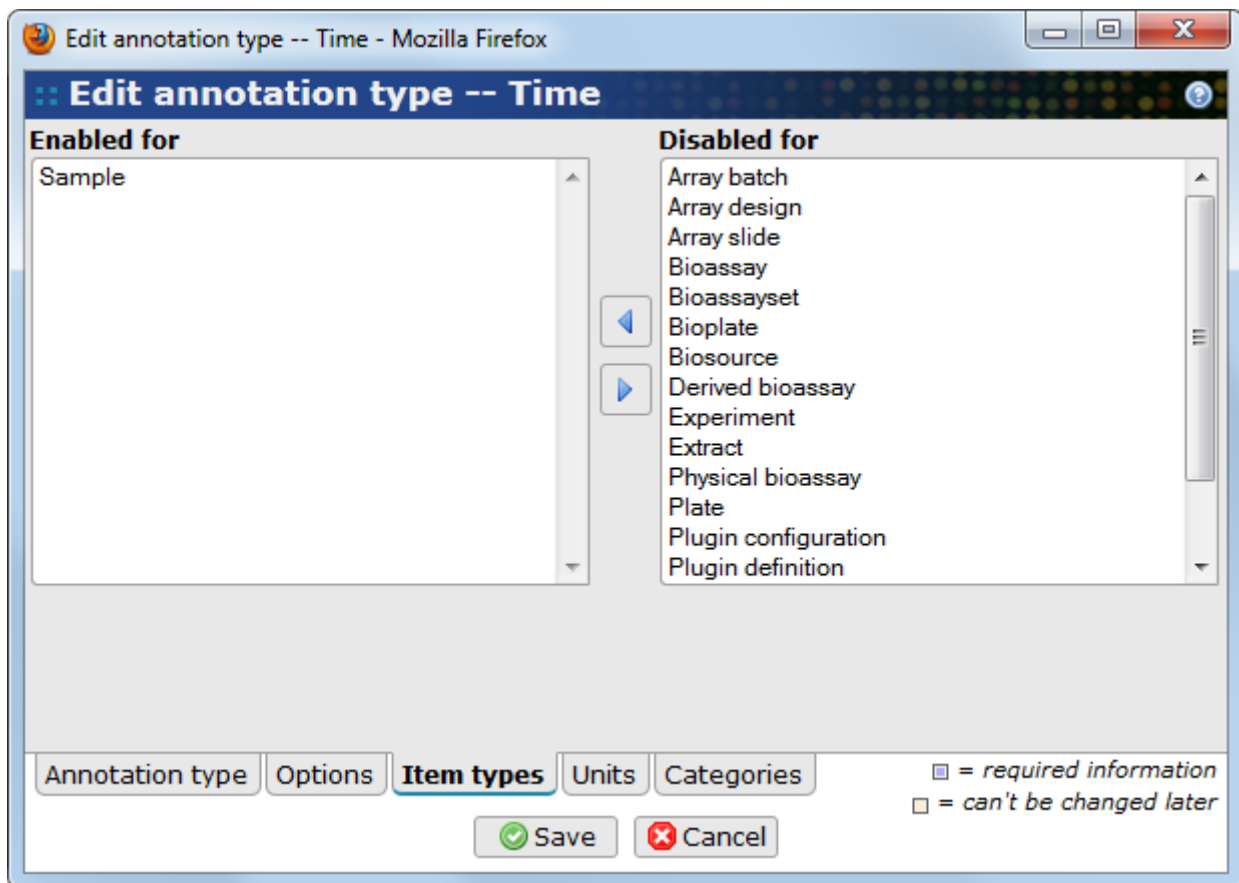 Edit annotation type -- Time - Mozilla Firefox
:: Edit annotation type -- Time
Enabled for
Disabled for
Sample
Array batch
Array design
Array slide
Bioassay
Bioassayset
Bioplate
Biosource
Derived bioassay
Experiment
Extract
Physical bioassay
Plate
Plugin configuration
Plugin definition
Annotation type Options Item types Units Categories
= required information
= can't be changed later
Save Cancel